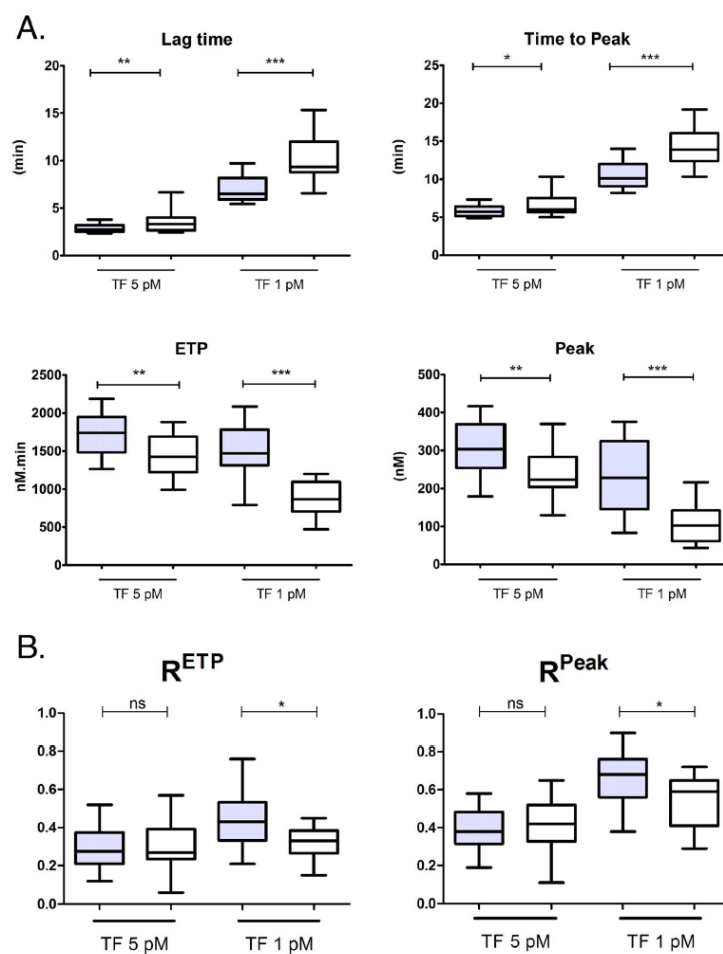 A.
Lag time
(min)
20
15
10
5
0
**
***
TF 5 pM
TF 1 pM
Time to Peak
(min)
25
20
15
10
5
0
*
***
TF 5 pM
TF 1 pM
ETP
nM.min
2500
2000
1500
1000
500
0
**
***
TF 5 pM
TF 1 pM
Peak
(nM)
500
400
300
200
100
0
**
***
TF 5 pM
TF 1 pM
B.
R^ETP
1.0
0.8
0.6
0.4
0.2
0.0
ns
*
TF 5 pM
TF 1 pM
R^Peak
1.0
0.8
0.6
0.4
0.2
0.0
ns
*
TF 5 pM
TF 1 pM